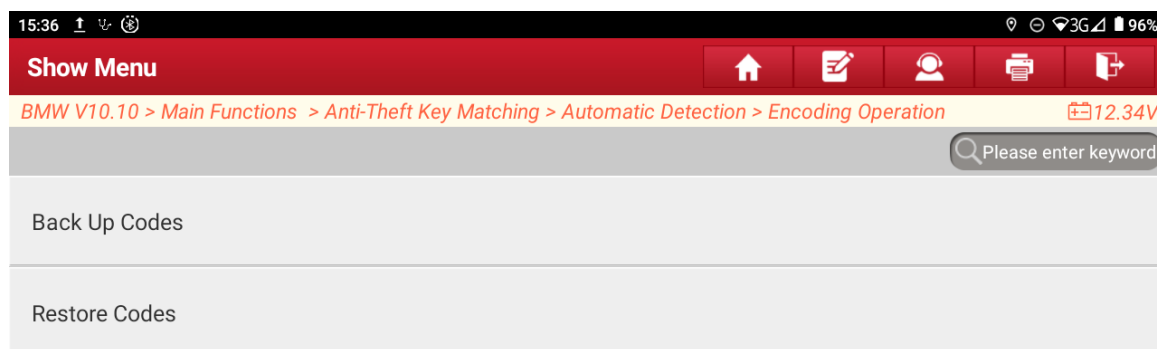 15:36 3G 96%
Show Menu
BMW V10.10 > Main Functions > Anti-Theft Key Matching > Automatic Detection > Encoding Operation 12.34V
Please enter keyword
Back Up Codes
Restore Codes